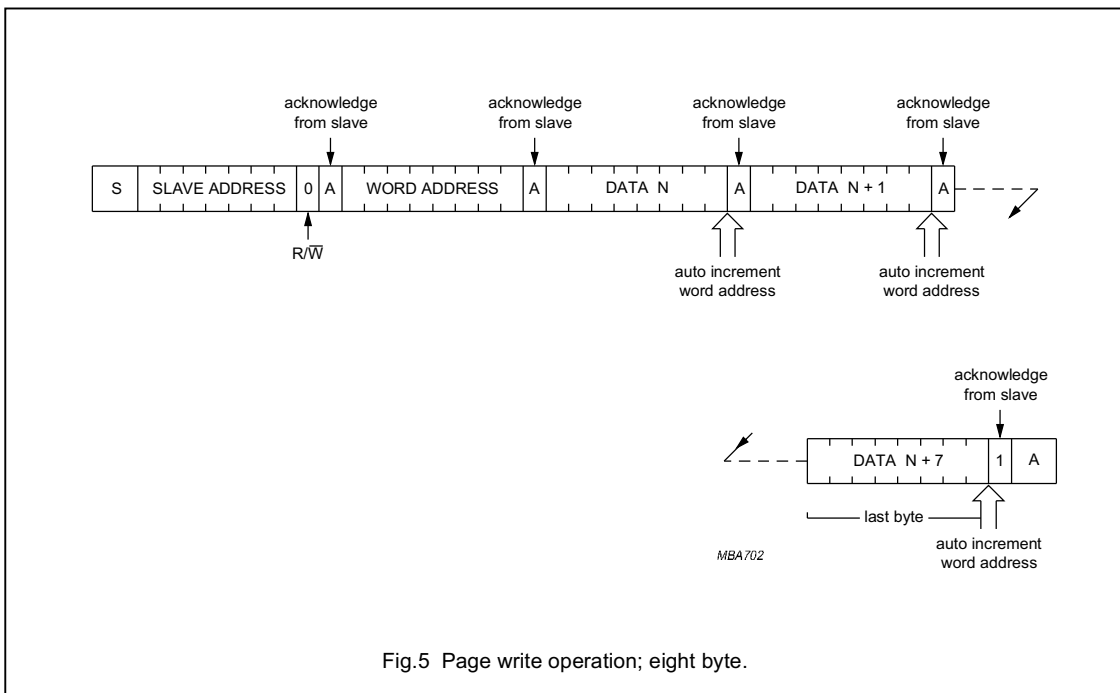 acknowledge
from slave
acknowledge
from slave
acknowledge
from slave
acknowledge
from slave
S SLAVE ADDRESS 0 A WORD ADDRESS A DATA N A DATA N + 1 A
R/W̅
auto increment
word address
auto increment
word address
acknowledge
from slave
DATA N + 7 1 A
last byte
auto increment
word address
MBA702
Fig.5 Page write operation; eight byte.